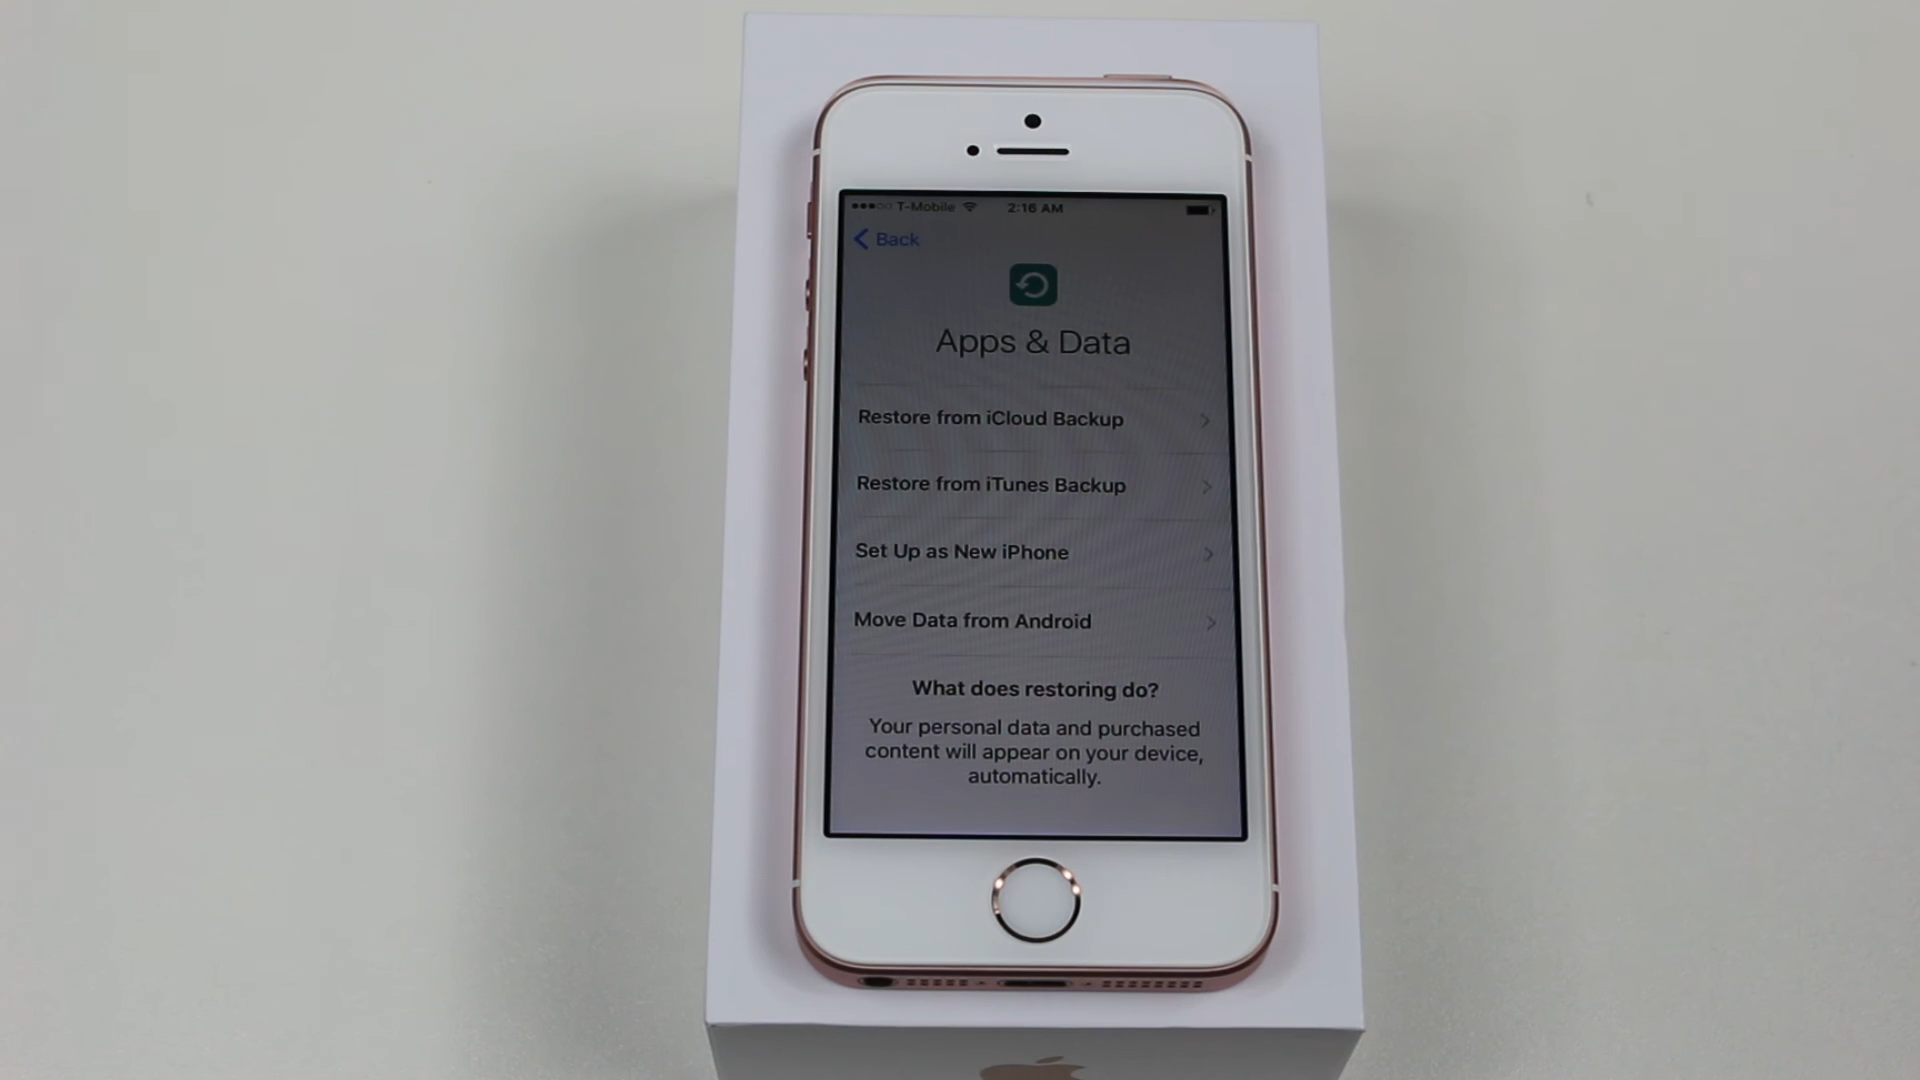 T-Mobile 2:16 AM
Back
Apps & Data
Restore from iCloud Backup
Restore from iTunes Backup
Set Up as New iPhone
Move Data from Android
What does restoring do?
Your personal data and purchased
content will appear on your device,
automatically.